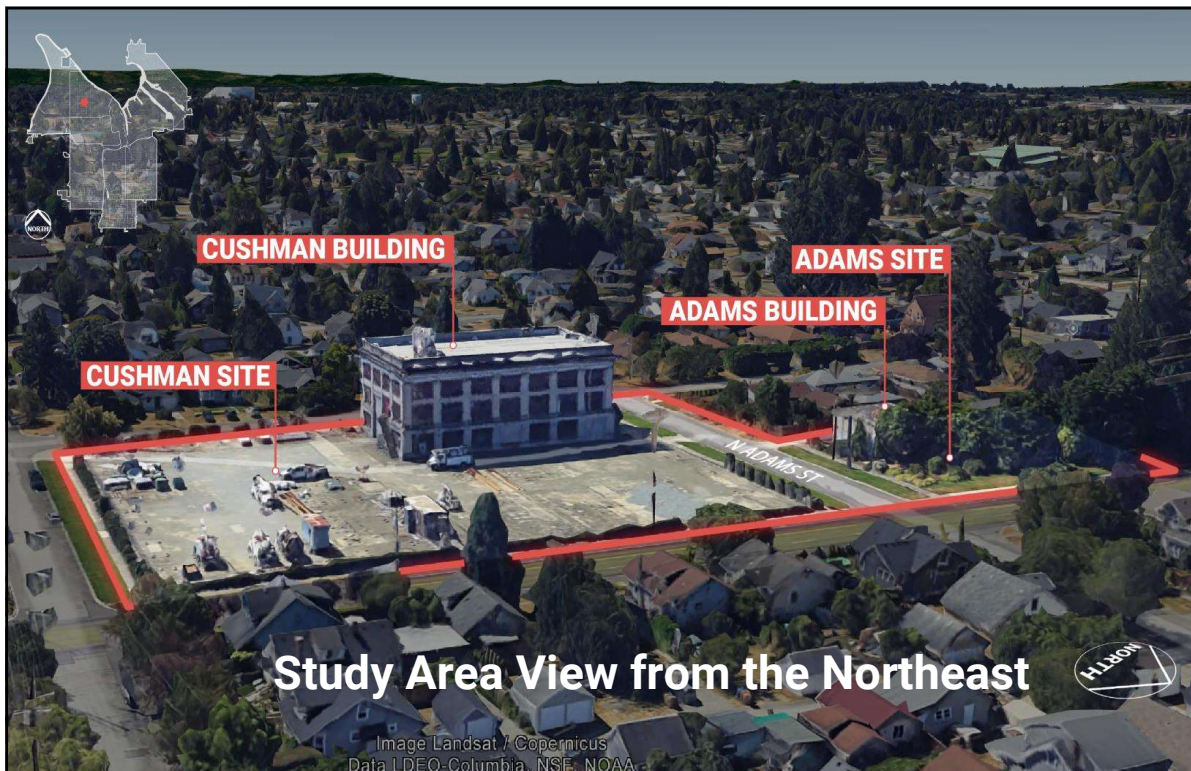 NORTH
CUSHMAN BUILDING
ADAMS SITE
ADAMS BUILDING
CUSHMAN SITE
N ADAMS ST
Study Area View from the Northeast
NORTH
Image Landsat / Copernicus
Data LDEO-Columbia, NSF, NOAA